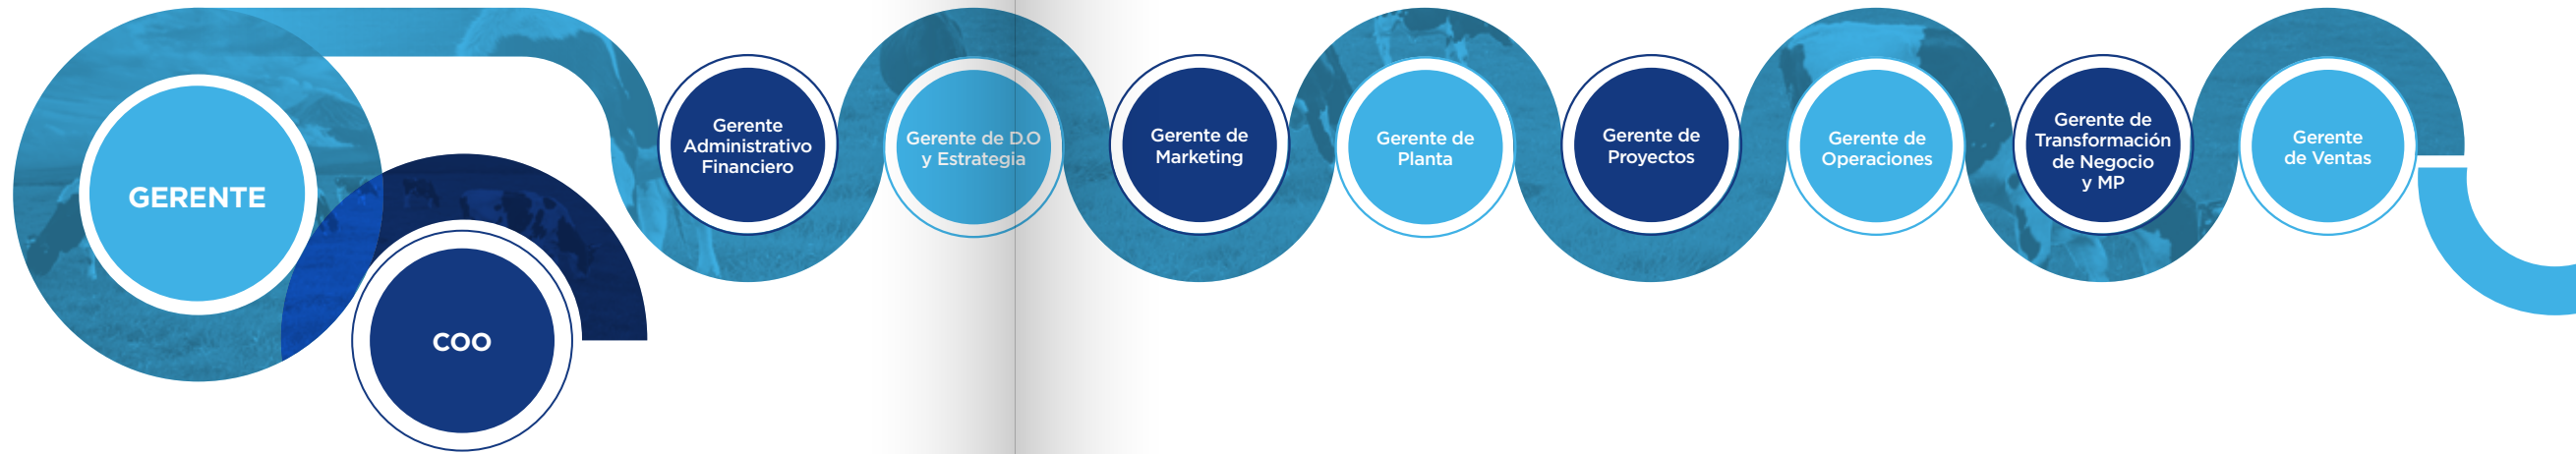 GERENTE
COO
Gerente
Administrativo
Financiero
Gerente de D.O
y Estrategia
Gerente de
Marketing
Gerente de
Planta
Gerente de
Proyectos
Gerente de
Operaciones
Gerente de
Transformación
de Negocio
y MP
Gerente
de Ventas